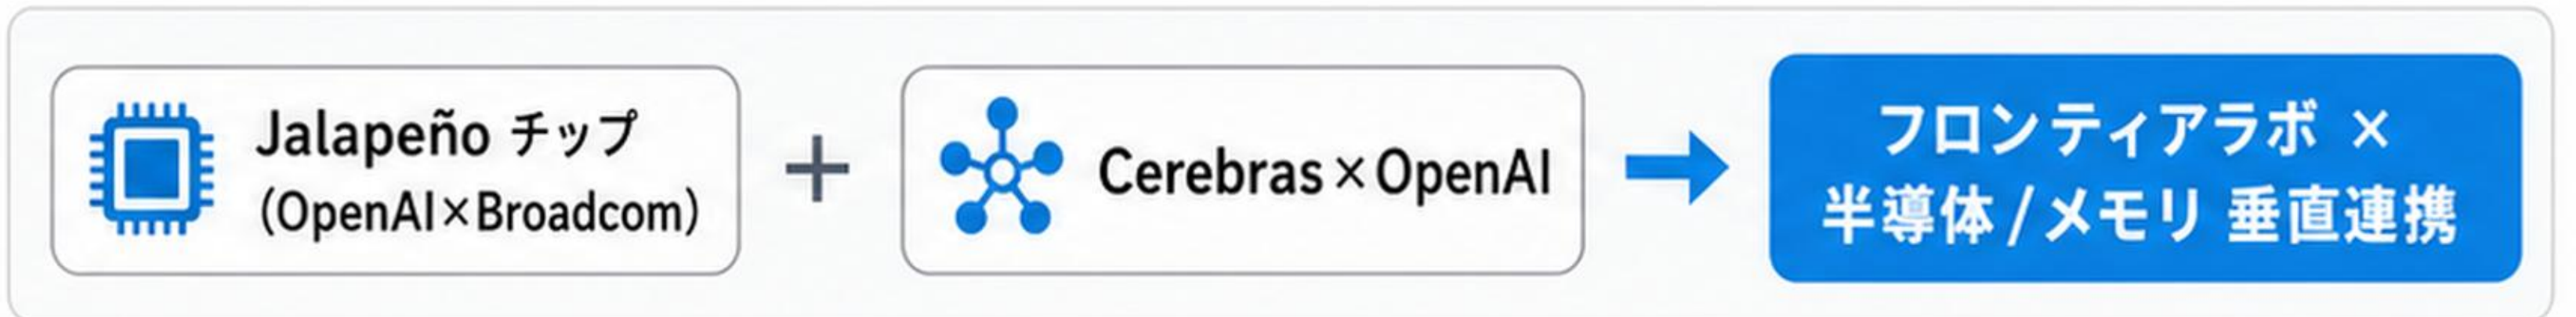 Jalapeño チップ
(OpenAI×Broadcom)
+
Cerebras×OpenAI
フロンティアラボ ×
半導体/メモリ 垂直連携